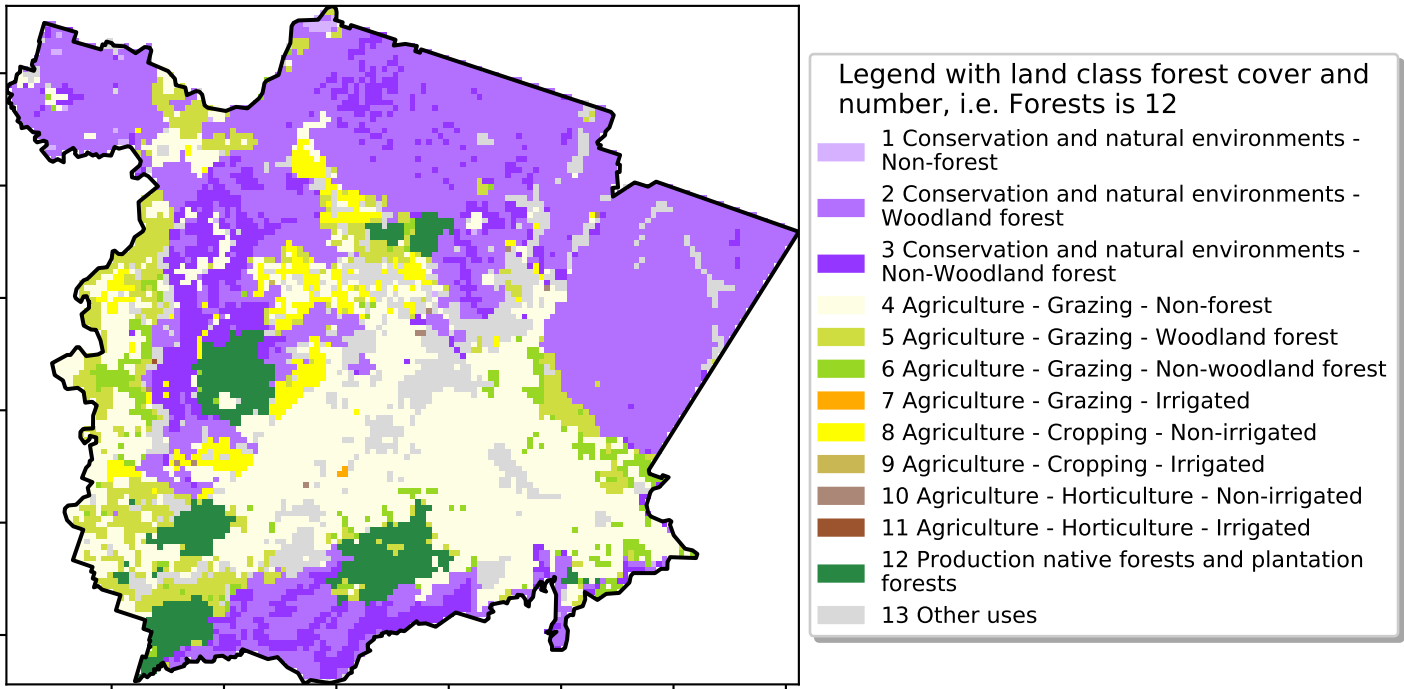 Legend with land class forest cover and
number, i.e. Forests is 12
1 Conservation and natural environments -
Non-forest
2 Conservation and natural environments -
Woodland forest
3 Conservation and natural environments -
Non-Woodland forest
4 Agriculture - Grazing - Non-forest
5 Agriculture - Grazing - Woodland forest
6 Agriculture - Grazing - Non-woodland forest
7 Agriculture - Grazing - Irrigated
8 Agriculture - Cropping - Non-irrigated
9 Agriculture - Cropping - Irrigated
10 Agriculture - Horticulture - Non-irrigated
11 Agriculture - Horticulture - Irrigated
12 Production native forests and plantation
forests
13 Other uses